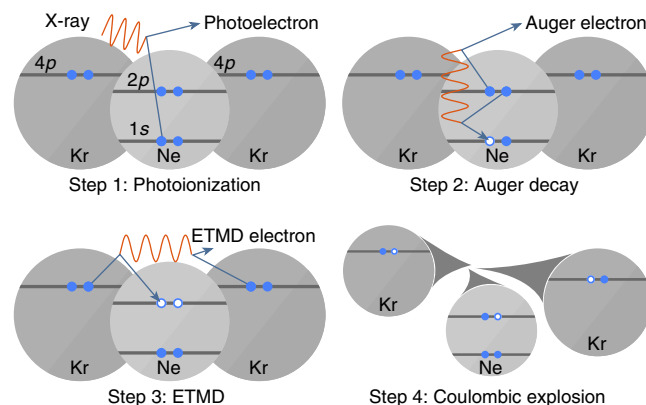 X-ray
Photoelectron
4p
2p
4p
1s
Kr
Ne
Kr
Step 1: Photoionization
Auger electron
Kr
Ne
Kr
Step 2: Auger decay
ETMD electron
Kr
Ne
Kr
Step 3: ETMD
Kr
Kr
Ne
Step 4: Coulombic explosion